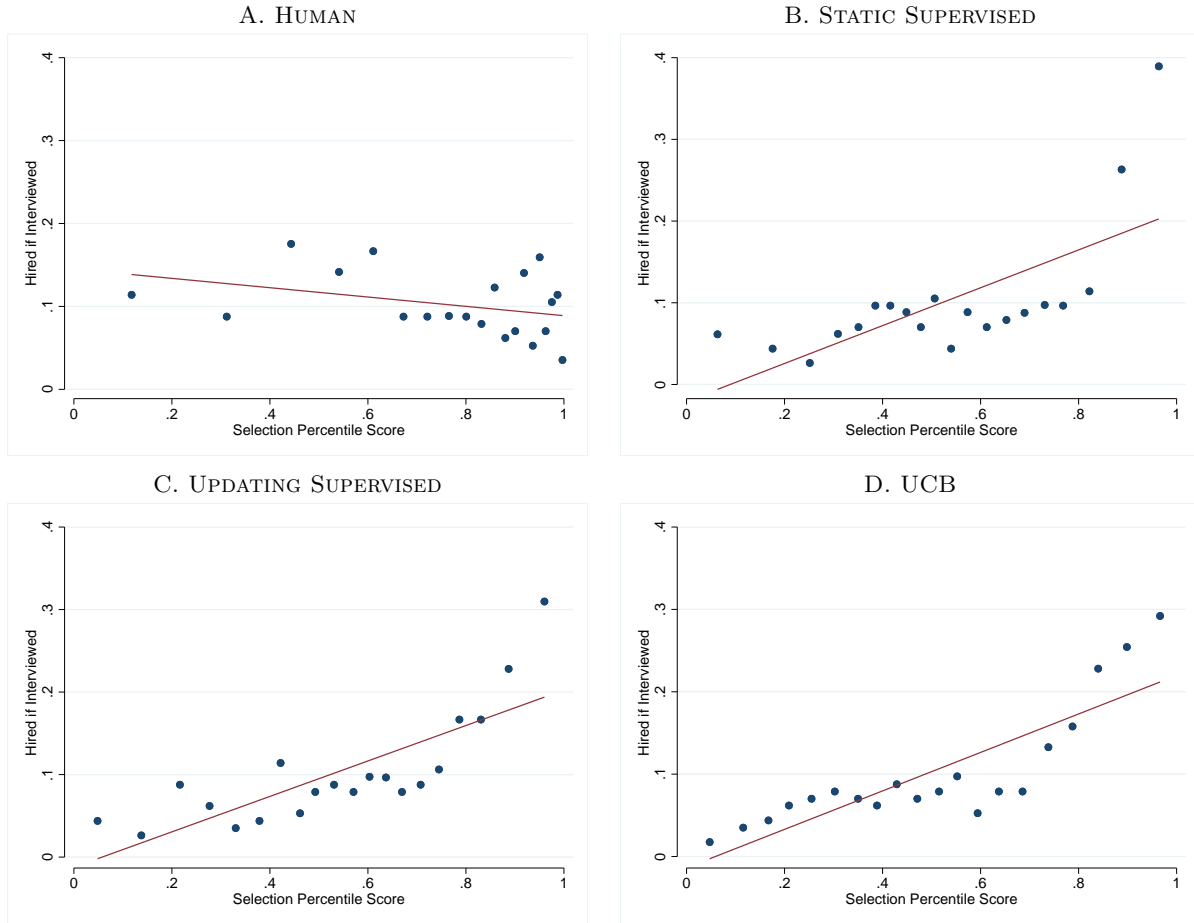 A. HUMAN
Hired if Interviewed
.4
.3
.2
.1
0
0 .2 .4 .6 .8 1
Selection Percentile Score
B. STATIC SUPERVISED
Hired if Interviewed
.4
.3
.2
.1
0
0 .2 .4 .6 .8 1
Selection Percentile Score
C. UPDATING SUPERVISED
Hired if Interviewed
.4
.3
.2
.1
0
0 .2 .4 .6 .8 1
Selection Percentile Score
D. UCB
Hired if Interviewed
.4
.3
.2
.1
0
0 .2 .4 .6 .8 1
Selection Percentile Score